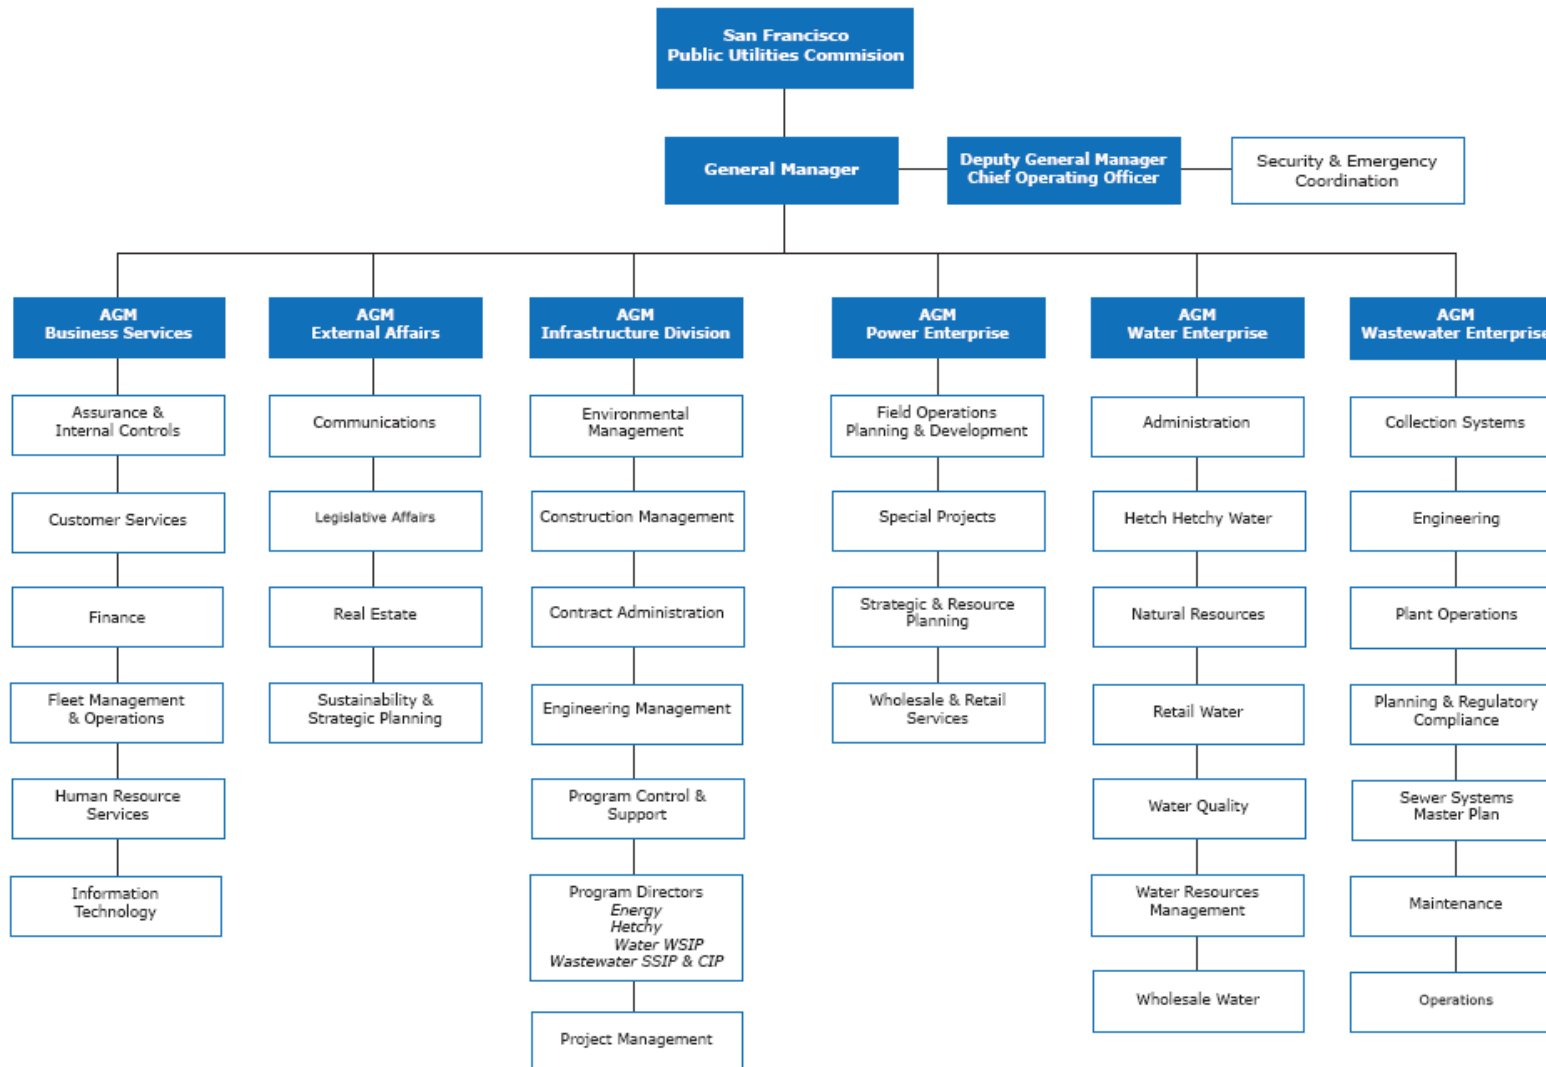 San Francisco
Public Utilities Commision
General Manager
Deputy General Manager
Chief Operating Officer
Security & Emergency
Coordination
AGM
Business Services
Assurance &
Internal Controls
Customer Services
Finance
Fleet Management
& Operations
Human Resource
Services
Information
Technology
AGM
External Affairs
Communications
Legislative Affairs
Real Estate
Sustainability &
Strategic Planning
AGM
Infrastructure Division
Environmental
Management
Construction Management
Contract Administration
Engineering Management
Program Control &
Support
Program Directors
Energy
Hetchy
Water WSIP
Wastewater SSIP & CIP
Project Management
AGM
Power Enterprise
Field Operations
Planning & Development
Special Projects
Strategic & Resource
Planning
Wholesale & Retail
Services
AGM
Water Enterprise
Administration
Hetch Hetchy Water
Natural Resources
Retail Water
Water Quality
Water Resources
Management
Wholesale Water
AGM
Wastewater Enterprise
Collection Systems
Engineering
Plant Operations
Planning & Regulatory
Compliance
Sewer Systems
Master Plan
Maintenance
Operations